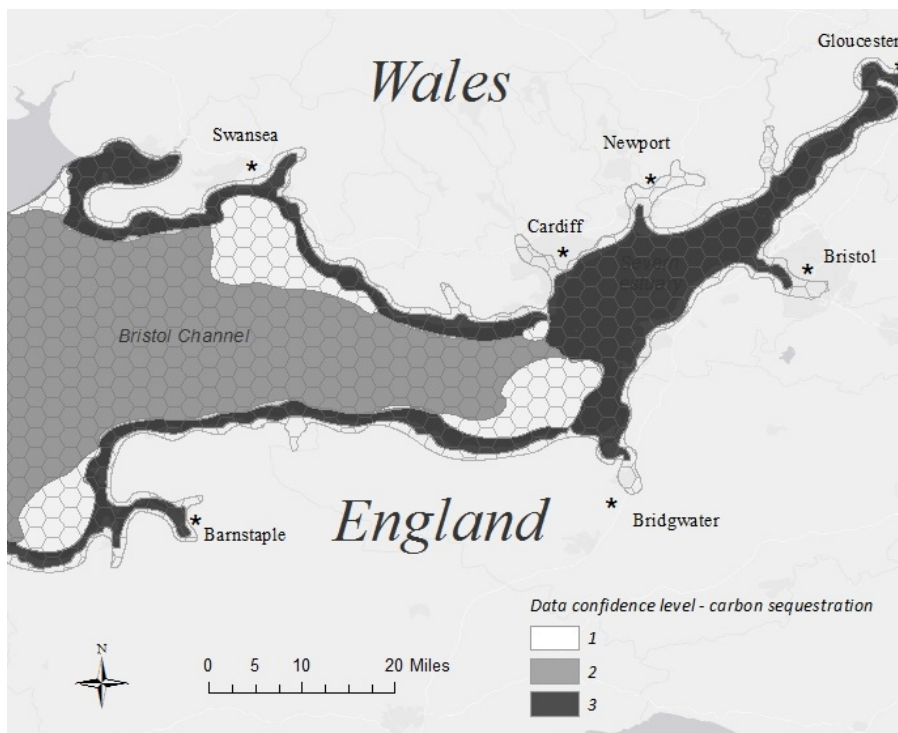 Gloucester
Wales
Swansea
*
Newport
*
Cardiff
*
Bristol
*
Bristol Channel
England
Barnstaple
*
Bridgwater
*
Data confidence level - carbon sequestration
1
2
3
N
0 5 10 20 Miles